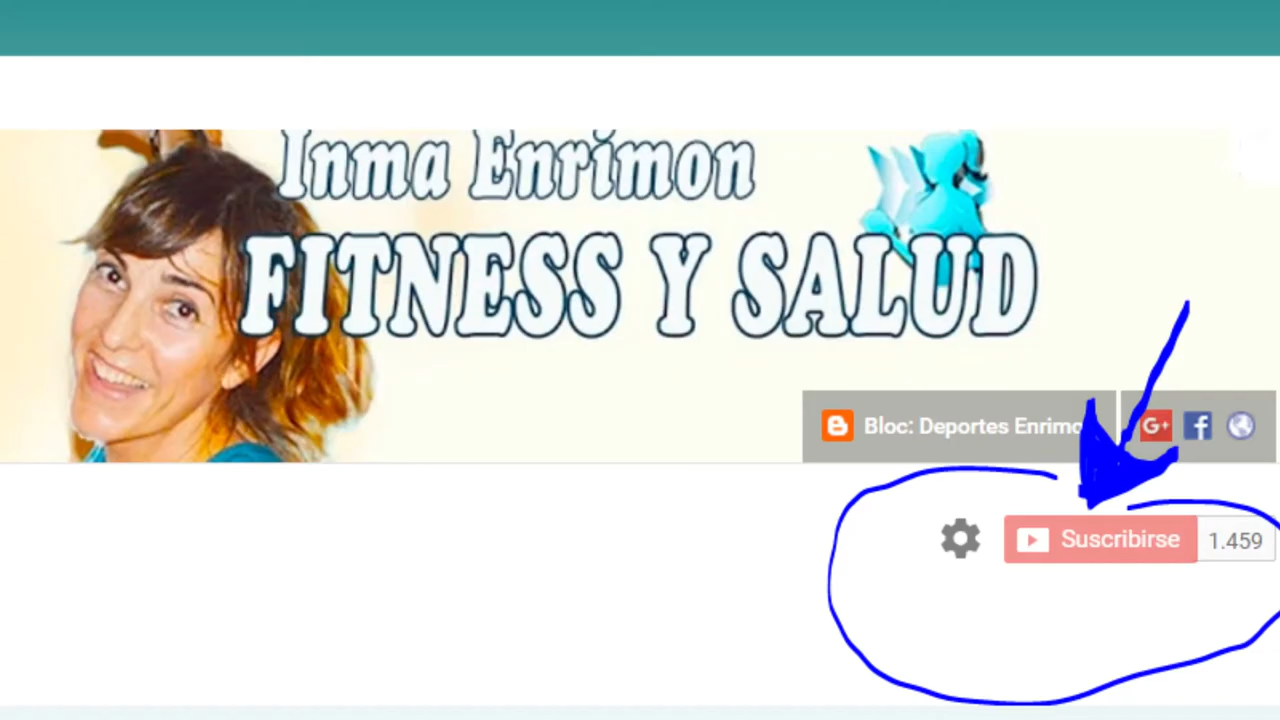 Inma Enrimon
FITNESS Y SALUD
Bloc: Deportes Enrimo
G+ f
Suscribirse 1.459